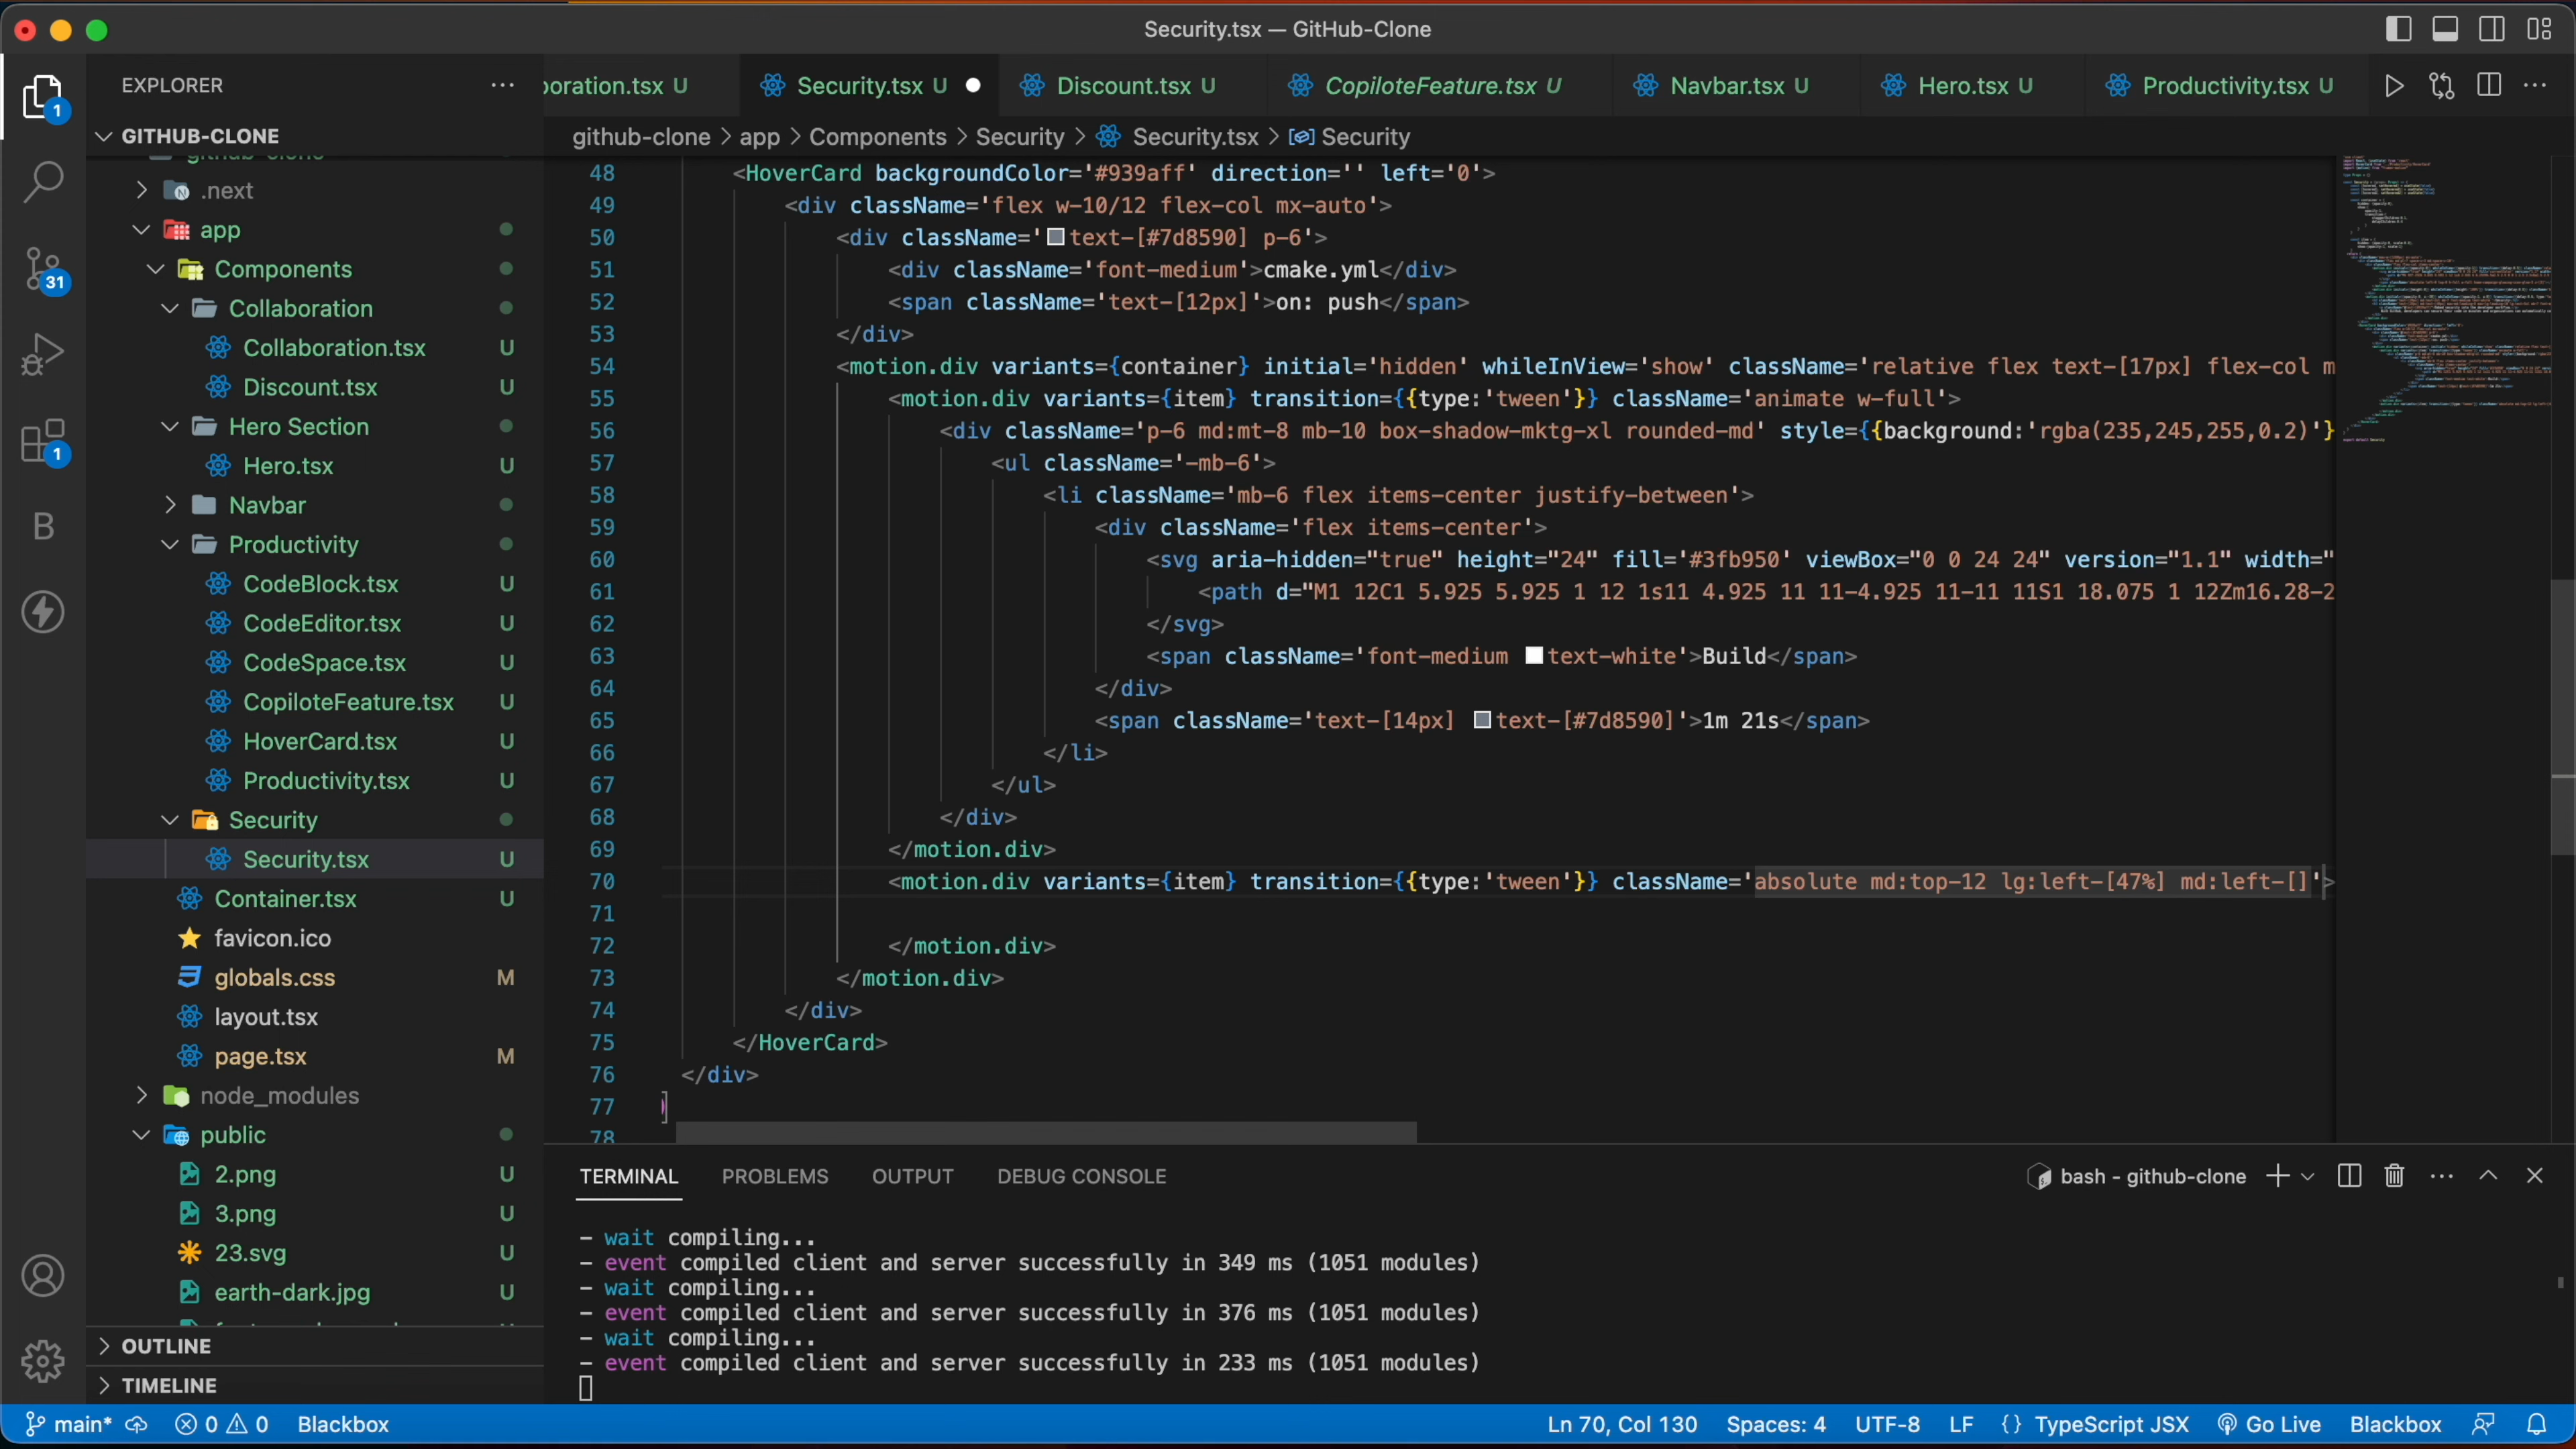 Security.tsx — GitHub-Clone
EXPLORER
GITHUB-CLONE
github-clone
.next
app
Components
Collaboration
Collaboration.tsx U
Discount.tsx U
Hero Section
Hero.tsx U
Navbar
Productivity
CodeBlock.tsx U
CodeEditor.tsx U
CodeSpace.tsx U
CopiloteFeature.tsx U
HoverCard.tsx U
Productivity.tsx U
Security
Security.tsx U
Container.tsx U
favicon.ico
globals.css M
layout.tsx
page.tsx M
node_modules
public
2.png U
3.png U
23.svg U
earth-dark.jpg U
OUTLINE
TIMELINE
1
31
1
B
oration.tsx U Security.tsx U Discount.tsx U CopiloteFeature.tsx U Navbar.tsx U Hero.tsx U Productivity.tsx U
github-clone > app > Components > Security > Security.tsx > Security
48 <HoverCard backgroundColor='#939aff' direction='' left='0'>
49 <div className='flex w-10/12 flex-col mx-auto'>
50 <div className='text-[#7d8590] p-6'>
51 <div className='font-medium'>cmake.yml</div>
52 <span className='text-[12px]'>on: push</span>
53 </div>
54 <motion.div variants={container} initial='hidden' whileInView='show' className='relative flex text-[17px] flex-col m
55 <motion.div variants={item} transition={{type:'tween'}} className='animate w-full'>
56 <div className='p-6 md:mt-8 mb-10 box-shadow-mktg-xl rounded-md' style={{background:'rgba(235,245,255,0.2)'}
57 <ul className='-mb-6'>
58 <li className='mb-6 flex items-center justify-between'>
59 <div className='flex items-center'>
60 <svg aria-hidden="true" height="24" fill='#3fb950' viewBox="0 0 24 24" version="1.1" width="
61 <path d="M1 12C1 5.925 5.925 1 12 1s11 4.925 11 11-4.925 11-11 11S1 18.075 1 12Zm16.28-2
62 </svg>
63 <span className='font-medium text-white'>Build</span>
64 </div>
65 <span className='text-[14px] text-[#7d8590]'>1m 21s</span>
66 </li>
67 </ul>
68 </div>
69 </motion.div>
70 <motion.div variants={item} transition={{type:'tween'}} className='absolute md:top-12 lg:left-[47%] md:left-[]'>
71
72 </motion.div>
73 </motion.div>
74 </div>
75 </HoverCard>
76 </div>
77 )
78
TERMINAL PROBLEMS OUTPUT DEBUG CONSOLE
bash - github-clone
- wait compiling...
- event compiled client and server successfully in 349 ms (1051 modules)
- wait compiling...
- event compiled client and server successfully in 376 ms (1051 modules)
- wait compiling...
- event compiled client and server successfully in 233 ms (1051 modules)
main* 0 0 Blackbox
Ln 70, Col 130 Spaces: 4 UTF-8 LF {} TypeScript JSX Go Live Blackbox